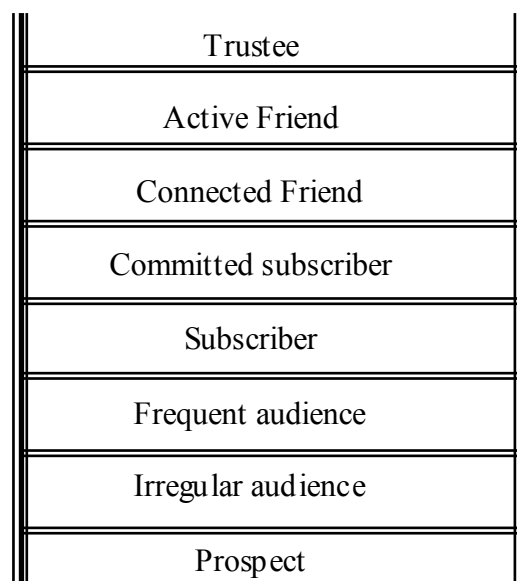 Trustee
Active Friend
Connected Friend
Committed subscriber
Subscriber
Frequent audience
Irregular audience
Prospect